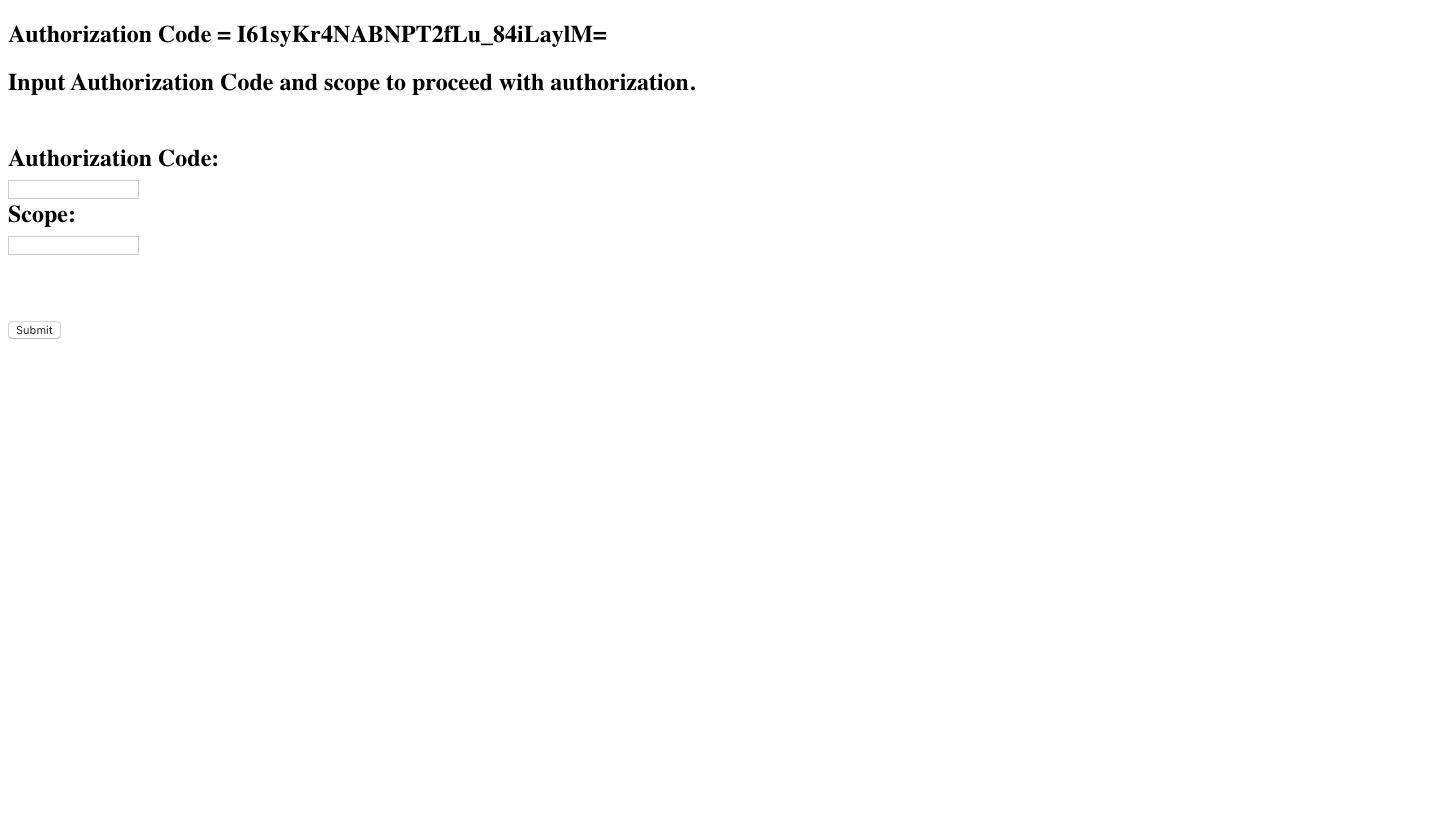 Authorization Code = I61syKr4NABNPT2fLu_84iLaylM=
Input Authorization Code and scope to proceed with authorization.
Authorization Code:
Scope:
Submit